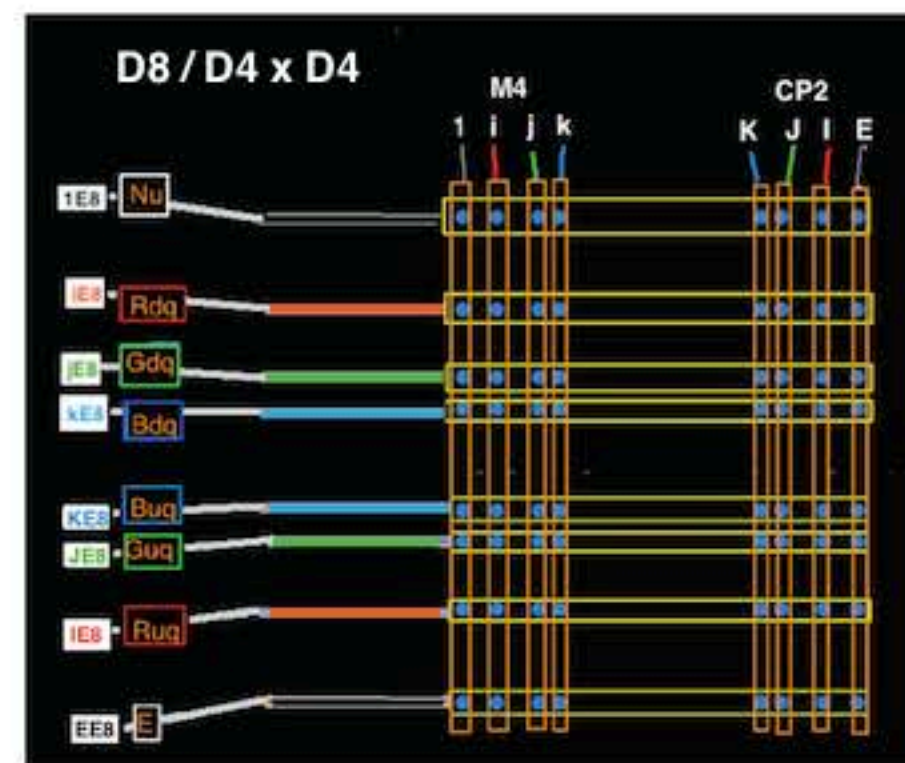 D8 / D4 x D4
M4 CP2
1 i j k K J I E
1E8 Nu
iE8 Rdq
jE8 Gdq
kE8 Bdq
KE8 Buq
JE8 Guq
IE8 Ruq
EE8 E